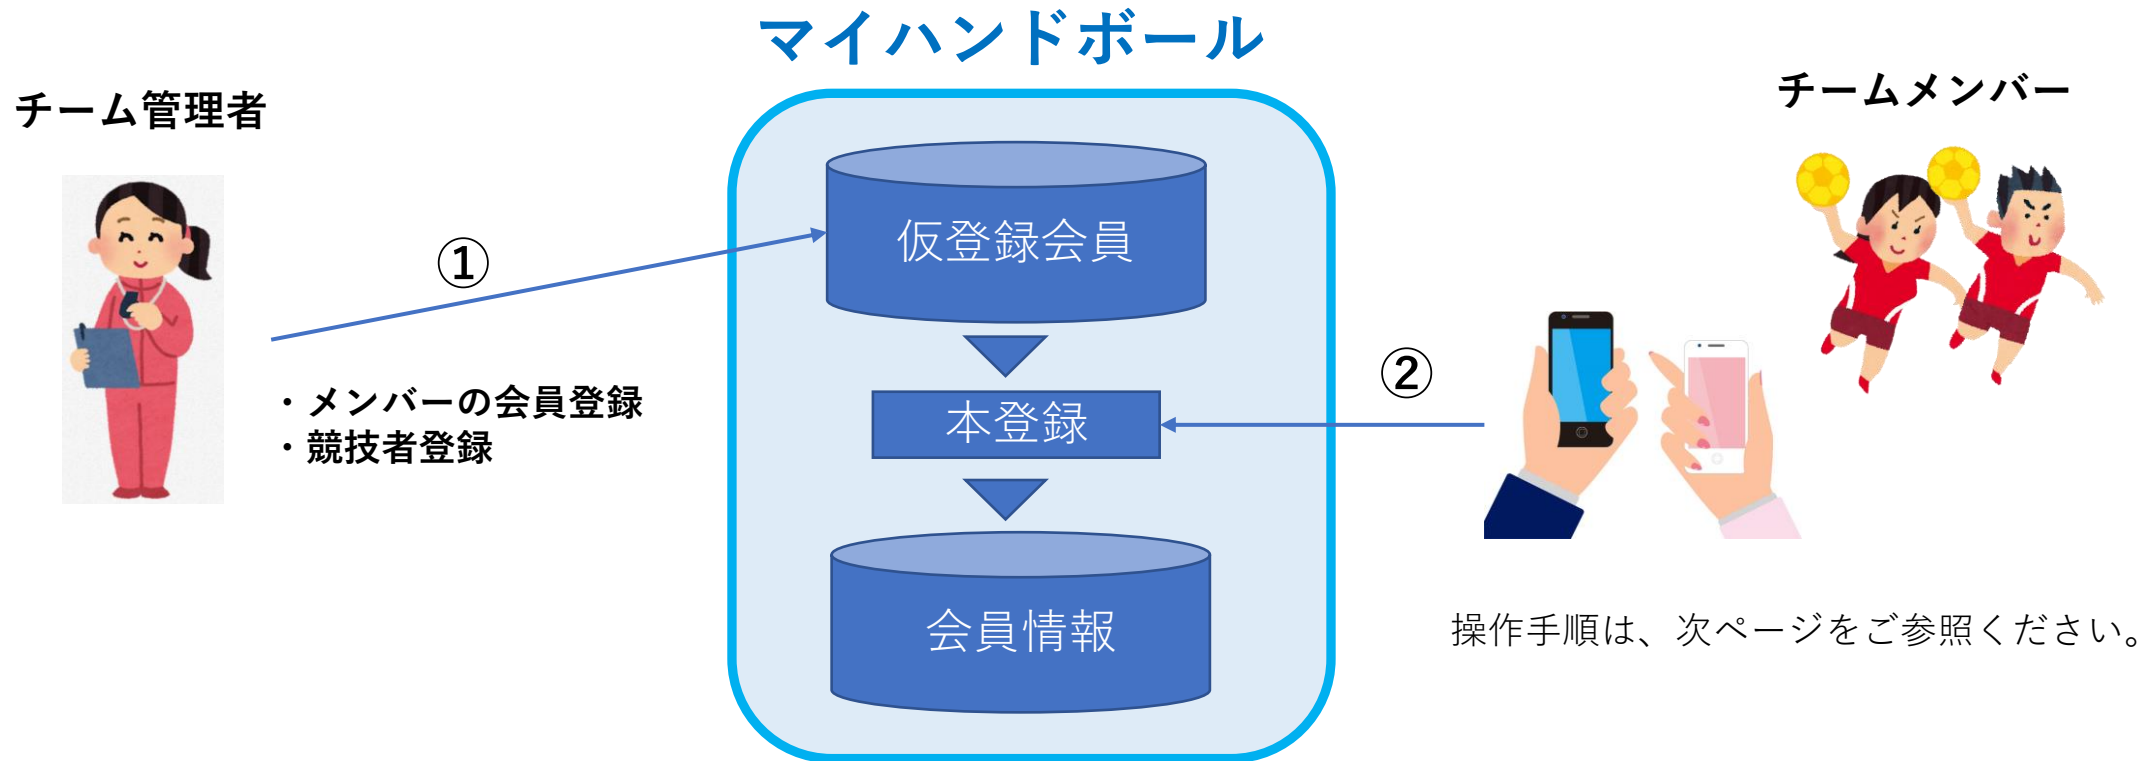 マイハンドボール
チーム管理者
チームメンバー
①
仮登録会員
②
・メンバーの会員登録
・競技者登録
本登録
会員情報
操作手順は、次ページをご参照ください。